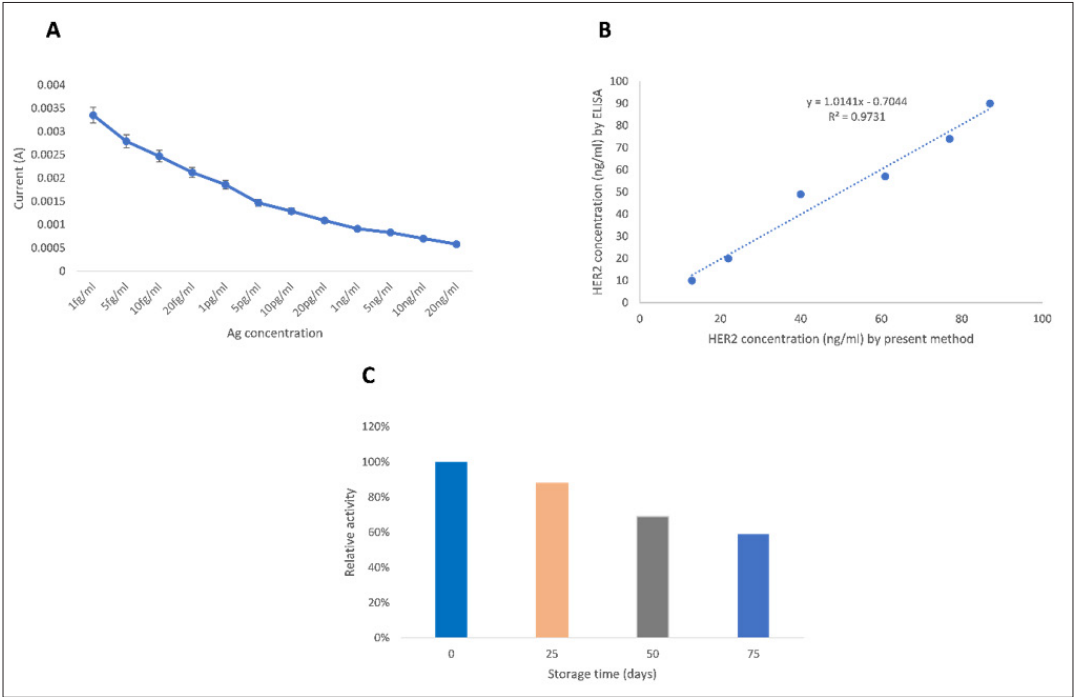 A
0.004
0.0035
0.003
0.0025
0.002
0.0015
0.001
0.0005
0
Current (A)
1fg/ml
5fg/ml
10fg/ml
20fg/ml
1pg/ml
5pg/ml
10pg/ml
20pg/ml
1ng/ml
5ng/ml
10ng/ml
20ng/ml
Ag concentration
B
100
90
80
70
60
50
40
30
20
10
0
HER2 concentration (ng/ml) by ELISA
y = 1.0141x - 0.7044
R² = 0.9731
0 20 40 60 80 100
HER2 concentration (ng/ml) by present method
C
120%
100%
80%
60%
40%
20%
0%
Relative activity
0 25 50 75
Storage time (days)